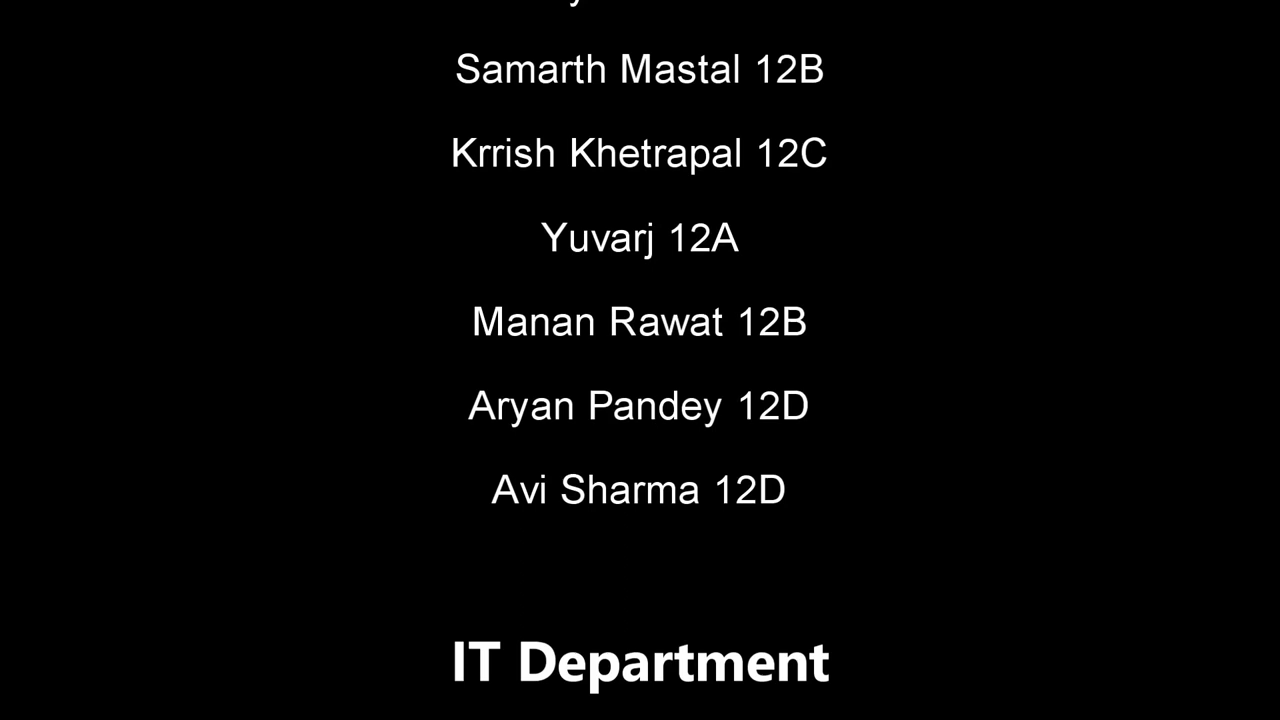 Samarth Mastal 12B
Krrish Khetrapal 12C
Yuvarj 12A
Manan Rawat 12B
Aryan Pandey 12D
Avi Sharma 12D
IT Department